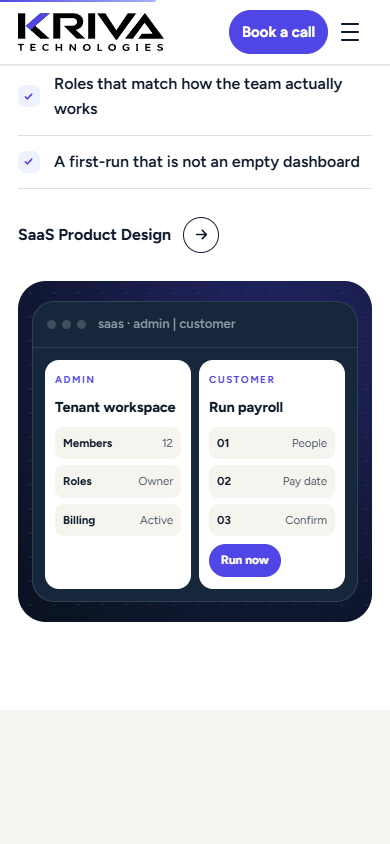 KRIVA
TECHNOLOGIES
Book a call
Roles that match how the team actually
works
A first-run that is not an empty dashboard
SaaS Product Design
saas · admin | customer
ADMIN
Tenant workspace
Members 12
Roles Owner
Billing Active
CUSTOMER
Run payroll
01 People
02 Pay date
03 Confirm
Run now